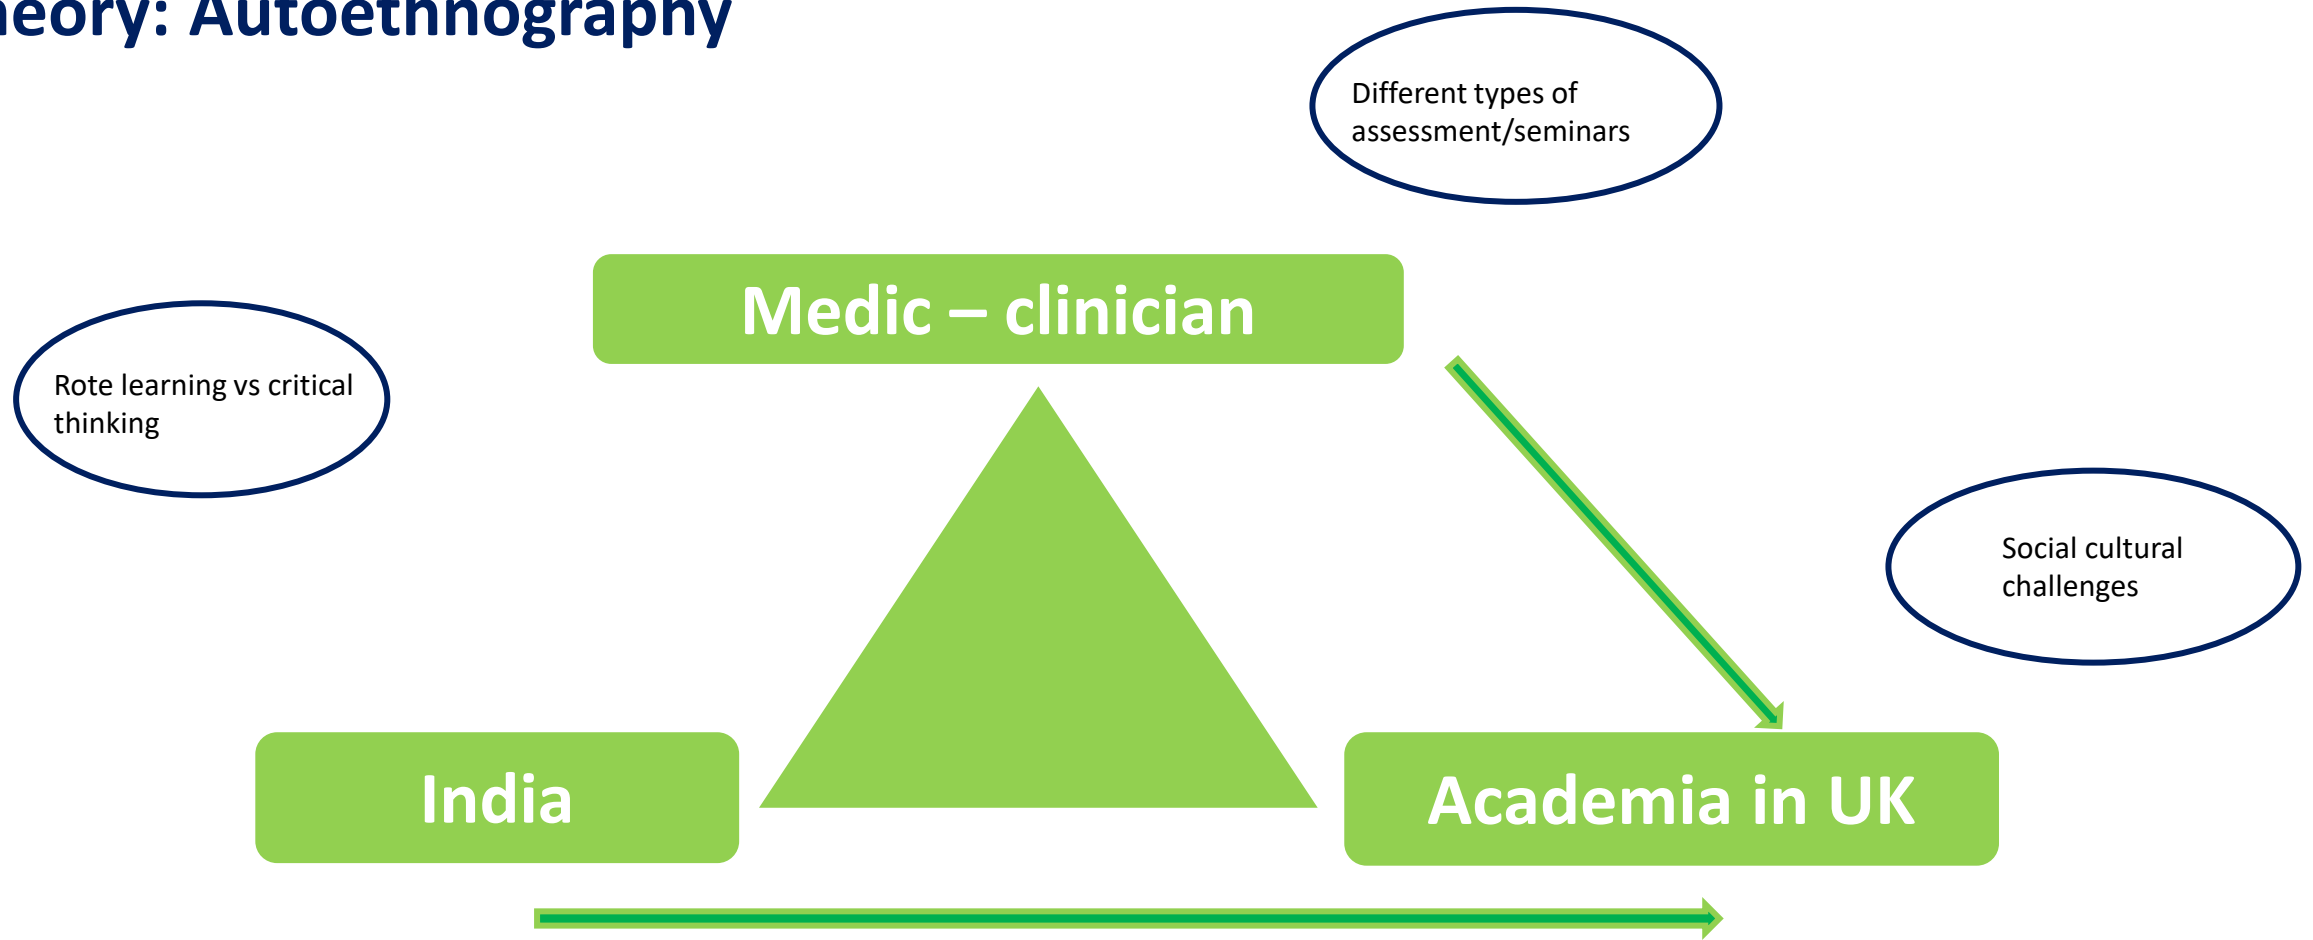 heory: Autoethnography
Different types of
assessment/seminars
Medic – clinician
Rote learning vs critical
thinking
Social cultural
challenges
India
Academia in UK